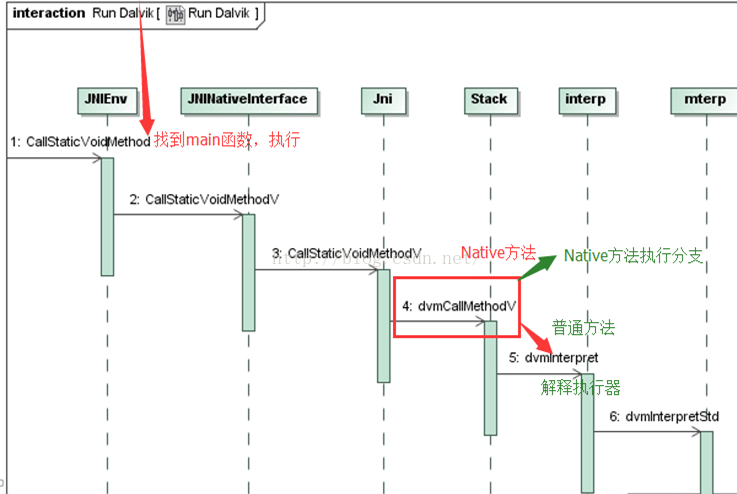 interaction Run Dalvik [ Run Dalvik ]
JNIEnv
JNINativeInterface
Jni
Stack
interp
mterp
1: CallStaticVoidMethod
找到main函数，执行
2: CallStaticVoidMethodV
3: CallStaticVoidMethodV
http://blog.csdn.net/
Native方法
Native方法执行分支
4: dvmCallMethodV
普通方法
5: dvmInterpret
解释执行器
6: dvmInterpretStd